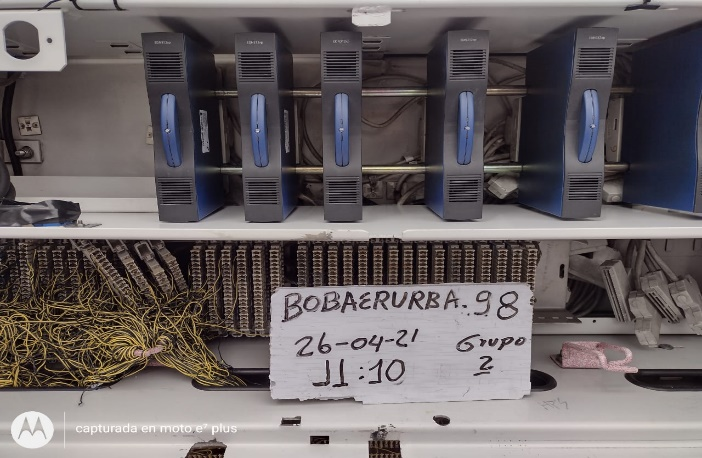 BOBAERURBA.98
26-04-21
11:10
Grupo
2
capturada en moto e⁷ plus